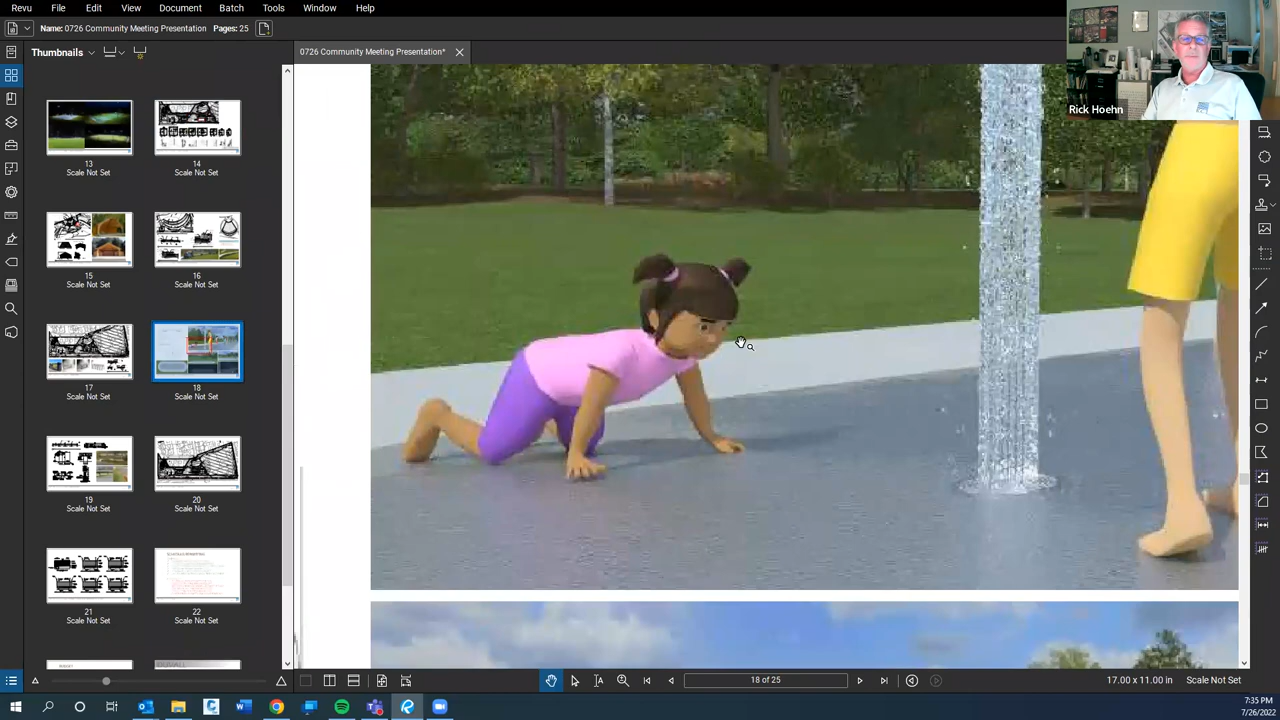 Revu File Edit View Document Batch Tools Window Help
Name: 0726 Community Meeting Presentation Pages: 25
Thumbnails
0726 Community Meeting Presentation*
Rick Hoehn
13
Scale Not Set
14
Scale Not Set
15
Scale Not Set
16
Scale Not Set
17
Scale Not Set
18
Scale Not Set
19
Scale Not Set
20
Scale Not Set
21
Scale Not Set
22
Scale Not Set
BUDGET
18 of 25
17.00 x 11.00 in
Scale Not Set
7:35 PM
7/26/2022